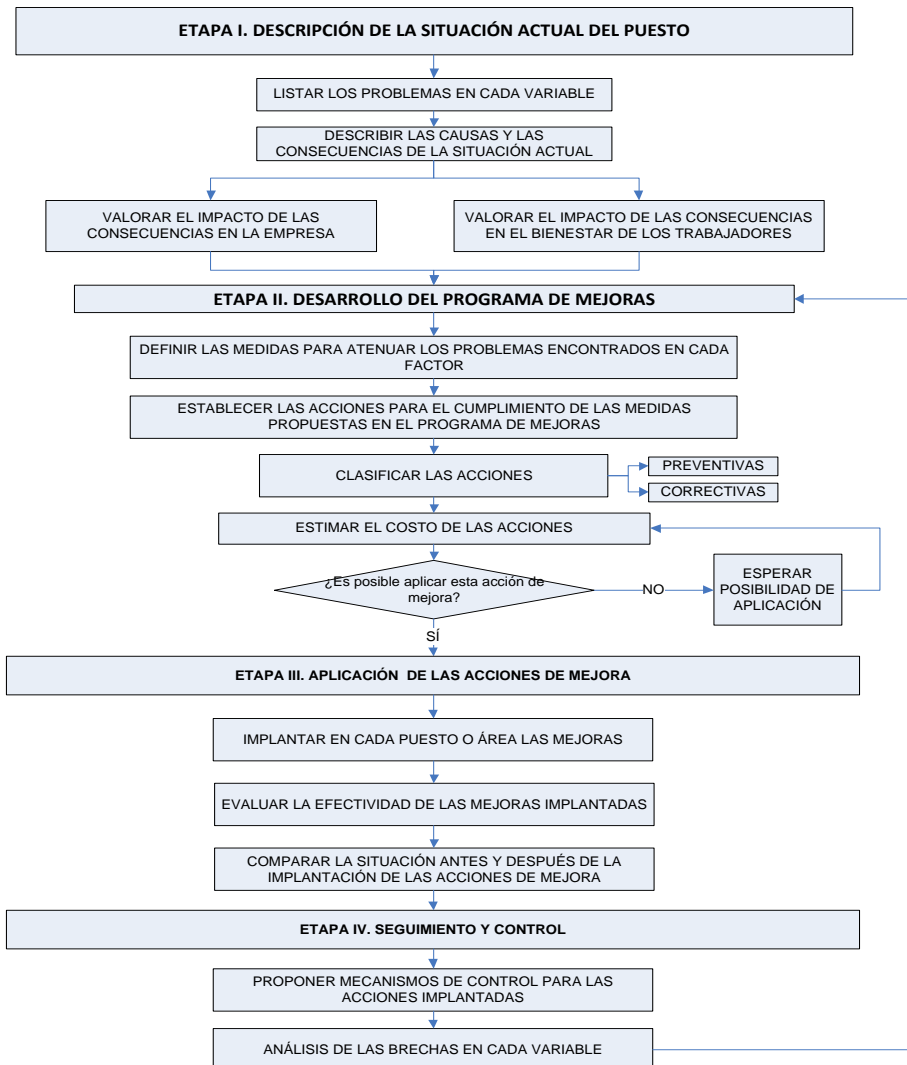 ETAPA I. DESCRIPCIÓN DE LA SITUACIÓN ACTUAL DEL PUESTO
LISTAR LOS PROBLEMAS EN CADA VARIABLE
DESCRIBIR LAS CAUSAS Y LAS
CONSECUENCIAS DE LA SITUACIÓN ACTUAL
VALORAR EL IMPACTO DE LAS
CONSECUENCIAS EN LA EMPRESA
VALORAR EL IMPACTO DE LAS CONSECUENCIAS
EN EL BIENESTAR DE LOS TRABAJADORES
ETAPA II. DESARROLLO DEL PROGRAMA DE MEJORAS
DEFINIR LAS MEDIDAS PARA ATENUAR LOS PROBLEMAS ENCONTRADOS EN CADA
FACTOR
ESTABLECER LAS ACCIONES PARA EL CUMPLIMIENTO DE LAS MEDIDAS
PROPUESTAS EN EL PROGRAMA DE MEJORAS
CLASIFICAR LAS ACCIONES
PREVENTIVAS
CORRECTIVAS
ESTIMAR EL COSTO DE LAS ACCIONES
¿Es posible aplicar esta acción de
mejora?
NO
ESPERAR
POSIBILIDAD DE
APLICACIÓN
SÍ
ETAPA III. APLICACIÓN DE LAS ACCIONES DE MEJORA
IMPLANTAR EN CADA PUESTO O ÁREA LAS MEJORAS
EVALUAR LA EFECTIVIDAD DE LAS MEJORAS IMPLANTADAS
COMPARAR LA SITUACIÓN ANTES Y DESPUÉS DE LA
IMPLANTACIÓN DE LAS ACCIONES DE MEJORA
ETAPA IV. SEGUIMIENTO Y CONTROL
PROPONER MECANISMOS DE CONTROL PARA LAS
ACCIONES IMPLANTADAS
ANÁLISIS DE LAS BRECHAS EN CADA VARIABLE